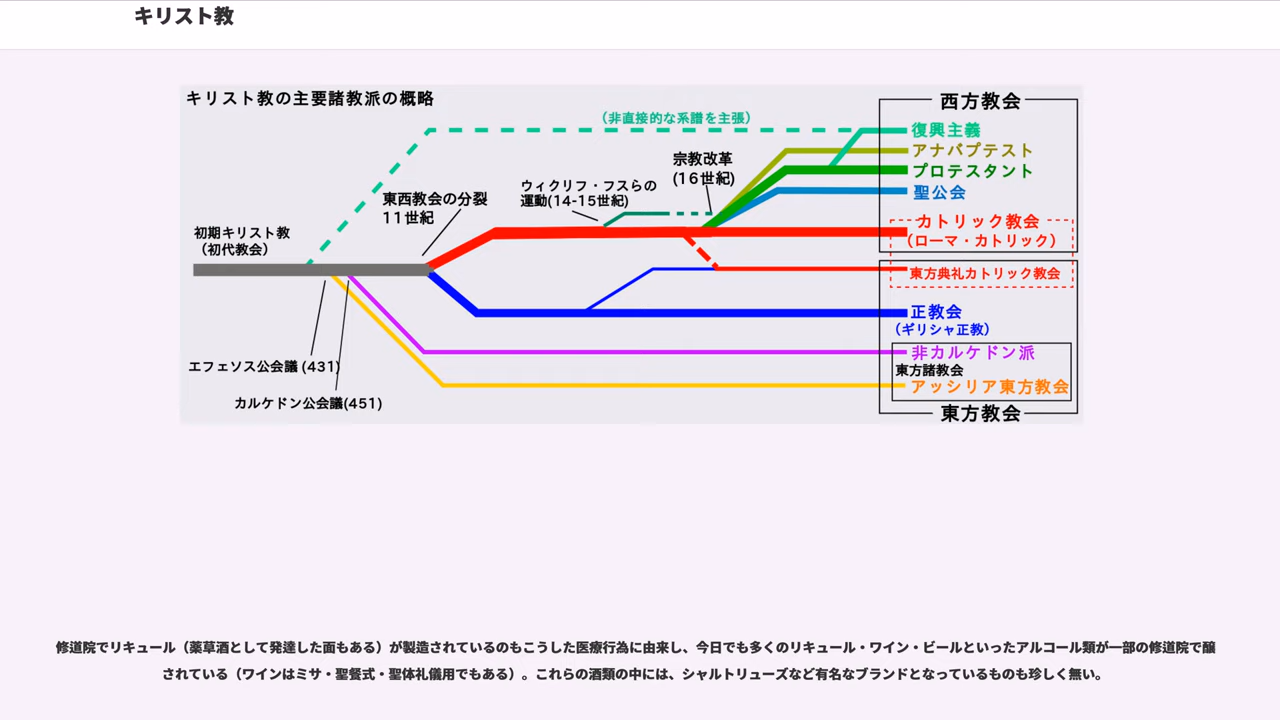 キリスト教
キリスト教の主要諸教派の概略
西方教会
(非直接的な系譜を主張)
復興主義
アナバプテスト
宗教改革
(16世紀)
プロテスタント
ウィクリフ・フスらの
運動(14-15世紀)
聖公会
東西教会の分裂
11世紀
カトリック教会
(ローマ・カトリック)
初期キリスト教
(初代教会)
東方典礼カトリック教会
正教会
(ギリシャ正教)
非カルケドン派
エフェソス公会議 (431)
東方諸教会
アッシリア東方教会
カルケドン公会議(451)
東方教会
修道院でリキュール（薬草酒として発達した面もある）が製造されているのもこうした医療行為に由来し、今日でも多くのリキュール・ワイン・ビールといったアルコール類が一部の修道院で醸
されている（ワインはミサ・聖餐式・聖体礼儀用でもある）。これらの酒類の中には、シャルトリューズなど有名なブランドとなっているものも珍しく無い。